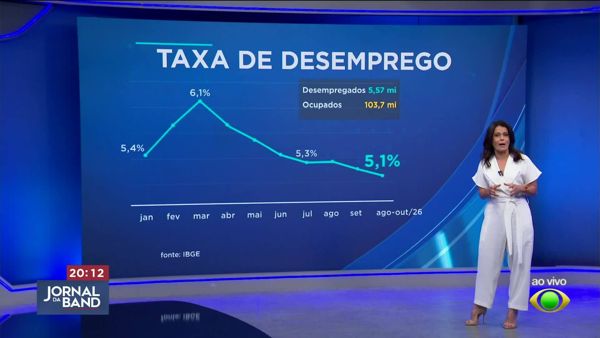 TAXA DE DESEMPREGO
Desempregados 5,57 mi
Ocupados 103,7 mi
6,1%
5,4%
5,3%
5,1%
jan fev mar abr mai jun jul ago set ago-out/26
fonte: IBGE
20:12
JORNAL
DA BAND
ao vivo